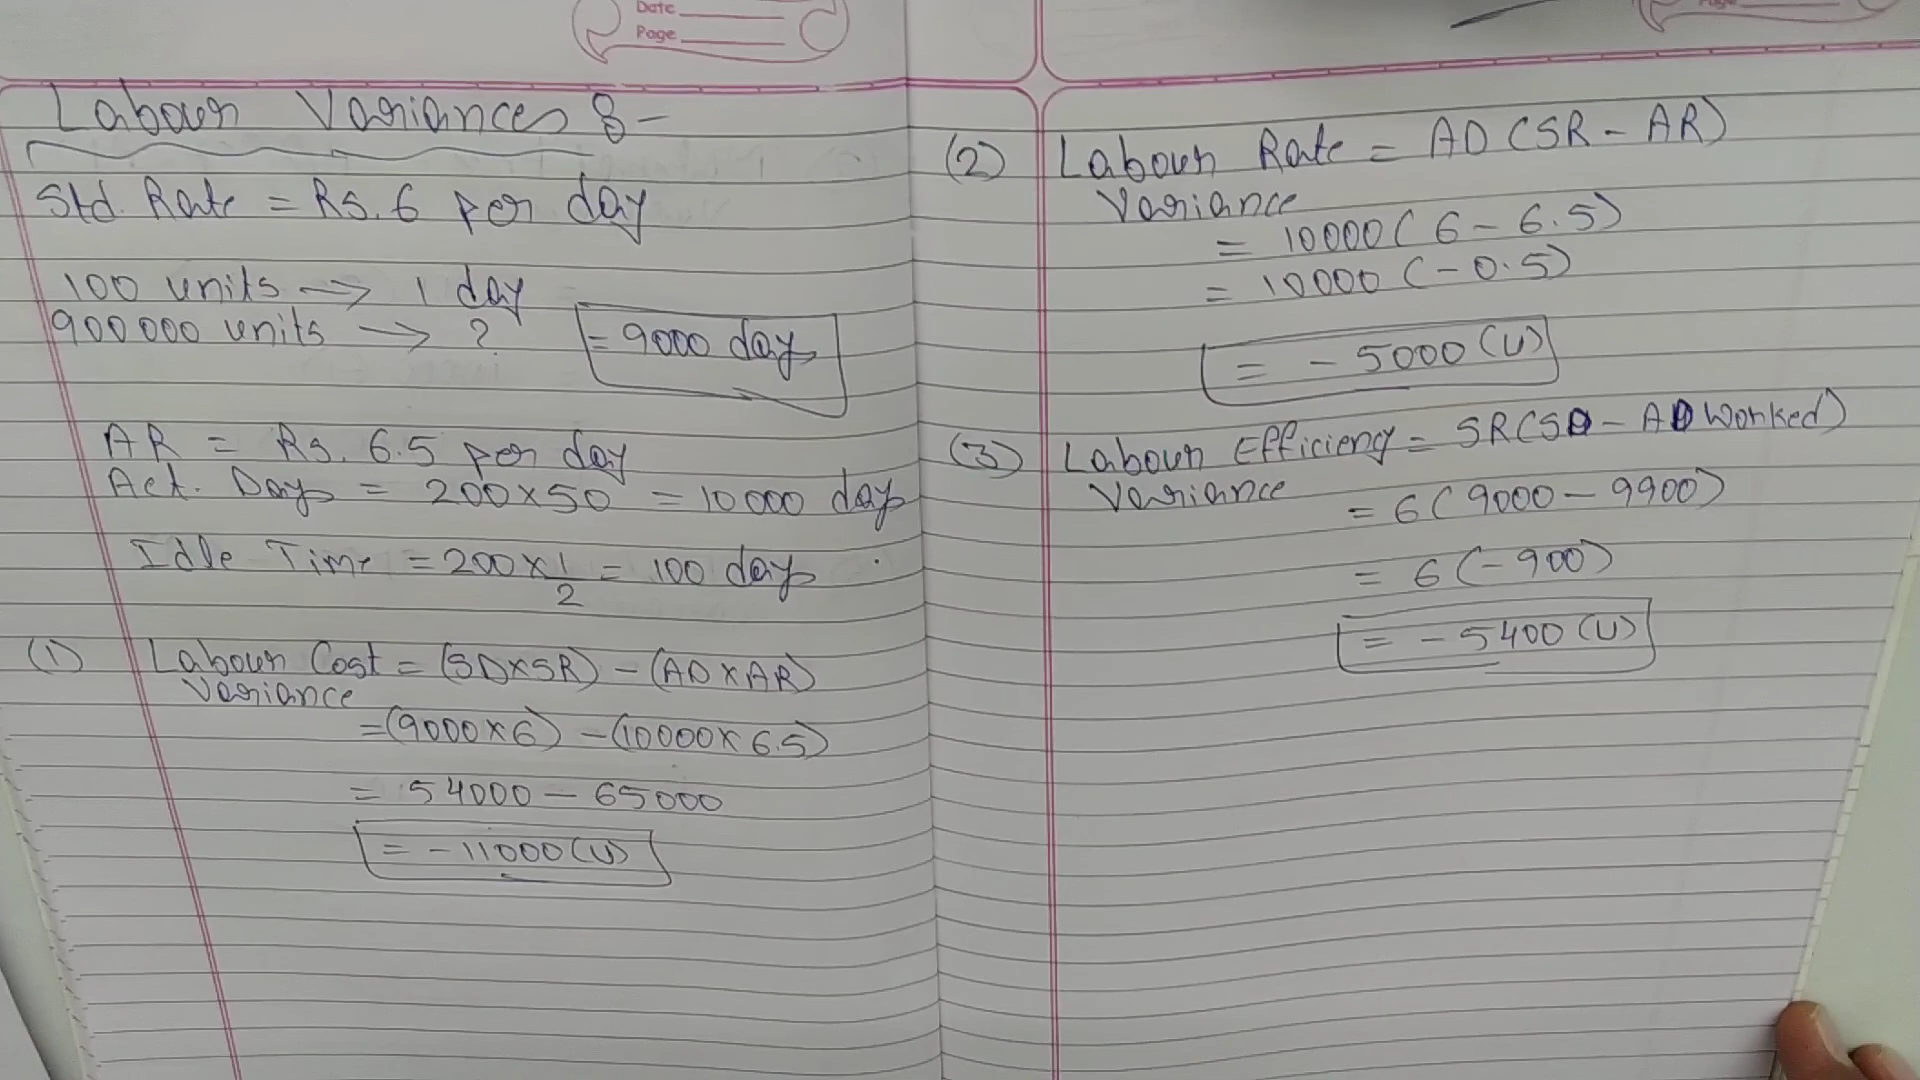 Date
Page
Labour Variances :-
Std. Rate = Rs. 6 per day
100 units → 1 day
900000 units → ? = 9000 days
AR = Rs. 6.5 per day
Act. Days = 200×50 = 10000 days
Idle Time = 200×1/2 = 100 days
(1) Labour Cost Variance = (SD×SR) - (AD×AR)
= (9000×6) - (10000×6.5)
= 54000 - 65000
= -11000 (U)
Page
(2) Labour Rate Variance = AD (SR - AR)
= 10000 (6 - 6.5)
= 10000 (-0.5)
= -5000 (U)
(3) Labour Efficiency Variance = SR (SD - AD Worked)
= 6 (9000 - 9900)
= 6 (-900)
= -5400 (U)